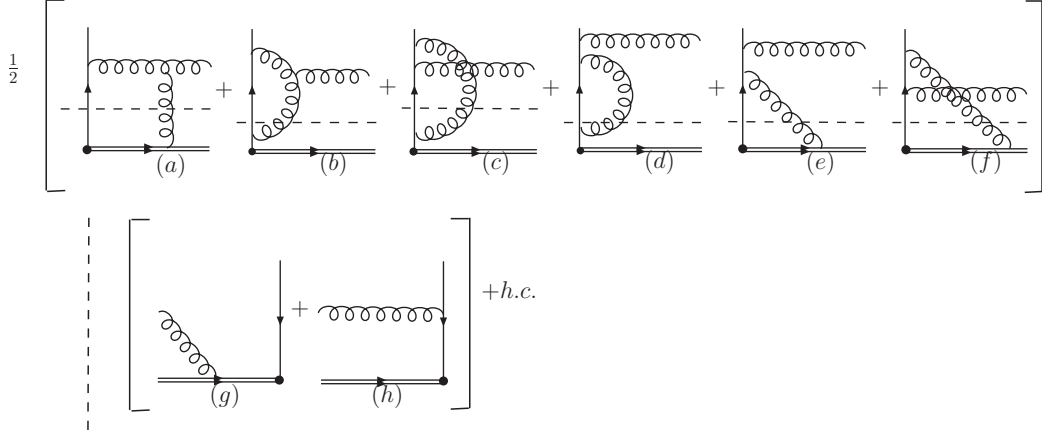 1/2
+ + + + +
(a) (b) (c) (d) (e) (f)
+ +h.c.
(g) (h)